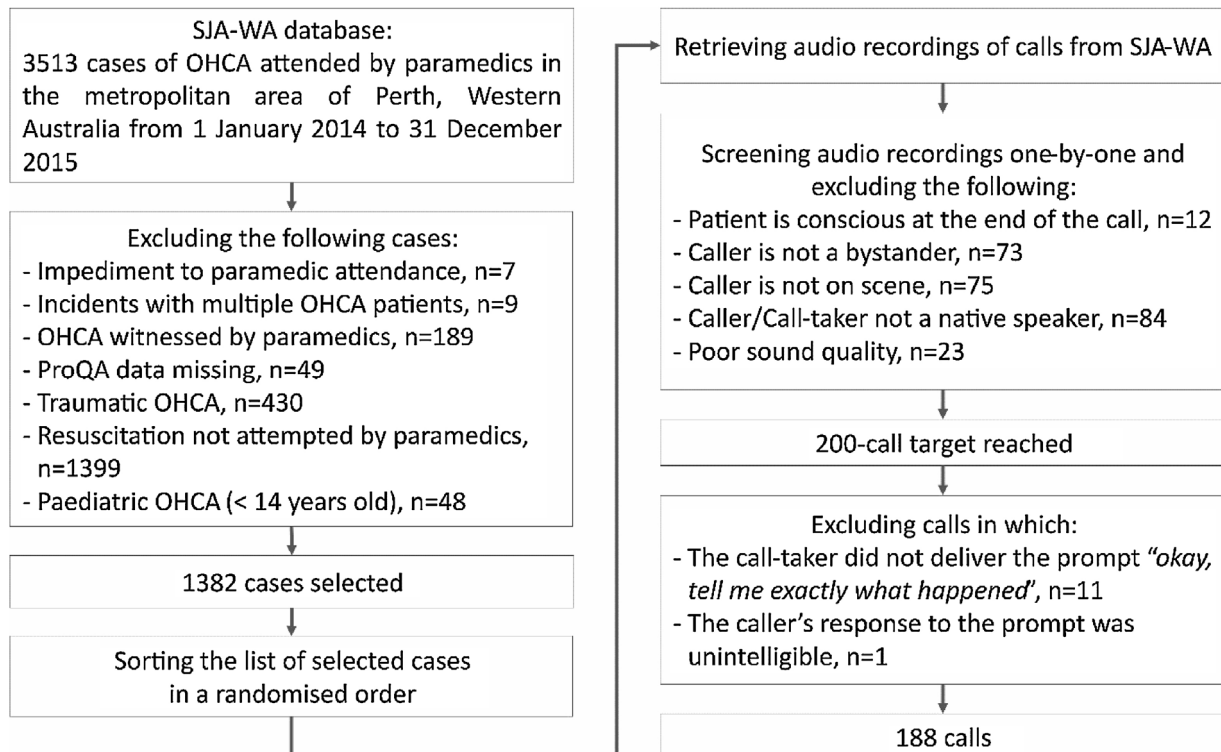 SJA-WA database:
3513 cases of OHCA attended by paramedics in
the metropolitan area of Perth, Western
Australia from 1 January 2014 to 31 December
2015
Excluding the following cases:
- Impediment to paramedic attendance, n=7
- Incidents with multiple OHCA patients, n=9
- OHCA witnessed by paramedics, n=189
- ProQA data missing, n=49
- Traumatic OHCA, n=430
- Resuscitation not attempted by paramedics,
n=1399
- Paediatric OHCA (< 14 years old), n=48
1382 cases selected
Sorting the list of selected cases
in a randomised order
Retrieving audio recordings of calls from SJA-WA
Screening audio recordings one-by-one and
excluding the following:
- Patient is conscious at the end of the call, n=12
- Caller is not a bystander, n=73
- Caller is not on scene, n=75
- Caller/Call-taker not a native speaker, n=84
- Poor sound quality, n=23
200-call target reached
Excluding calls in which:
- The call-taker did not deliver the prompt “okay,
tell me exactly what happened”, n=11
- The caller’s response to the prompt was
unintelligible, n=1
188 calls